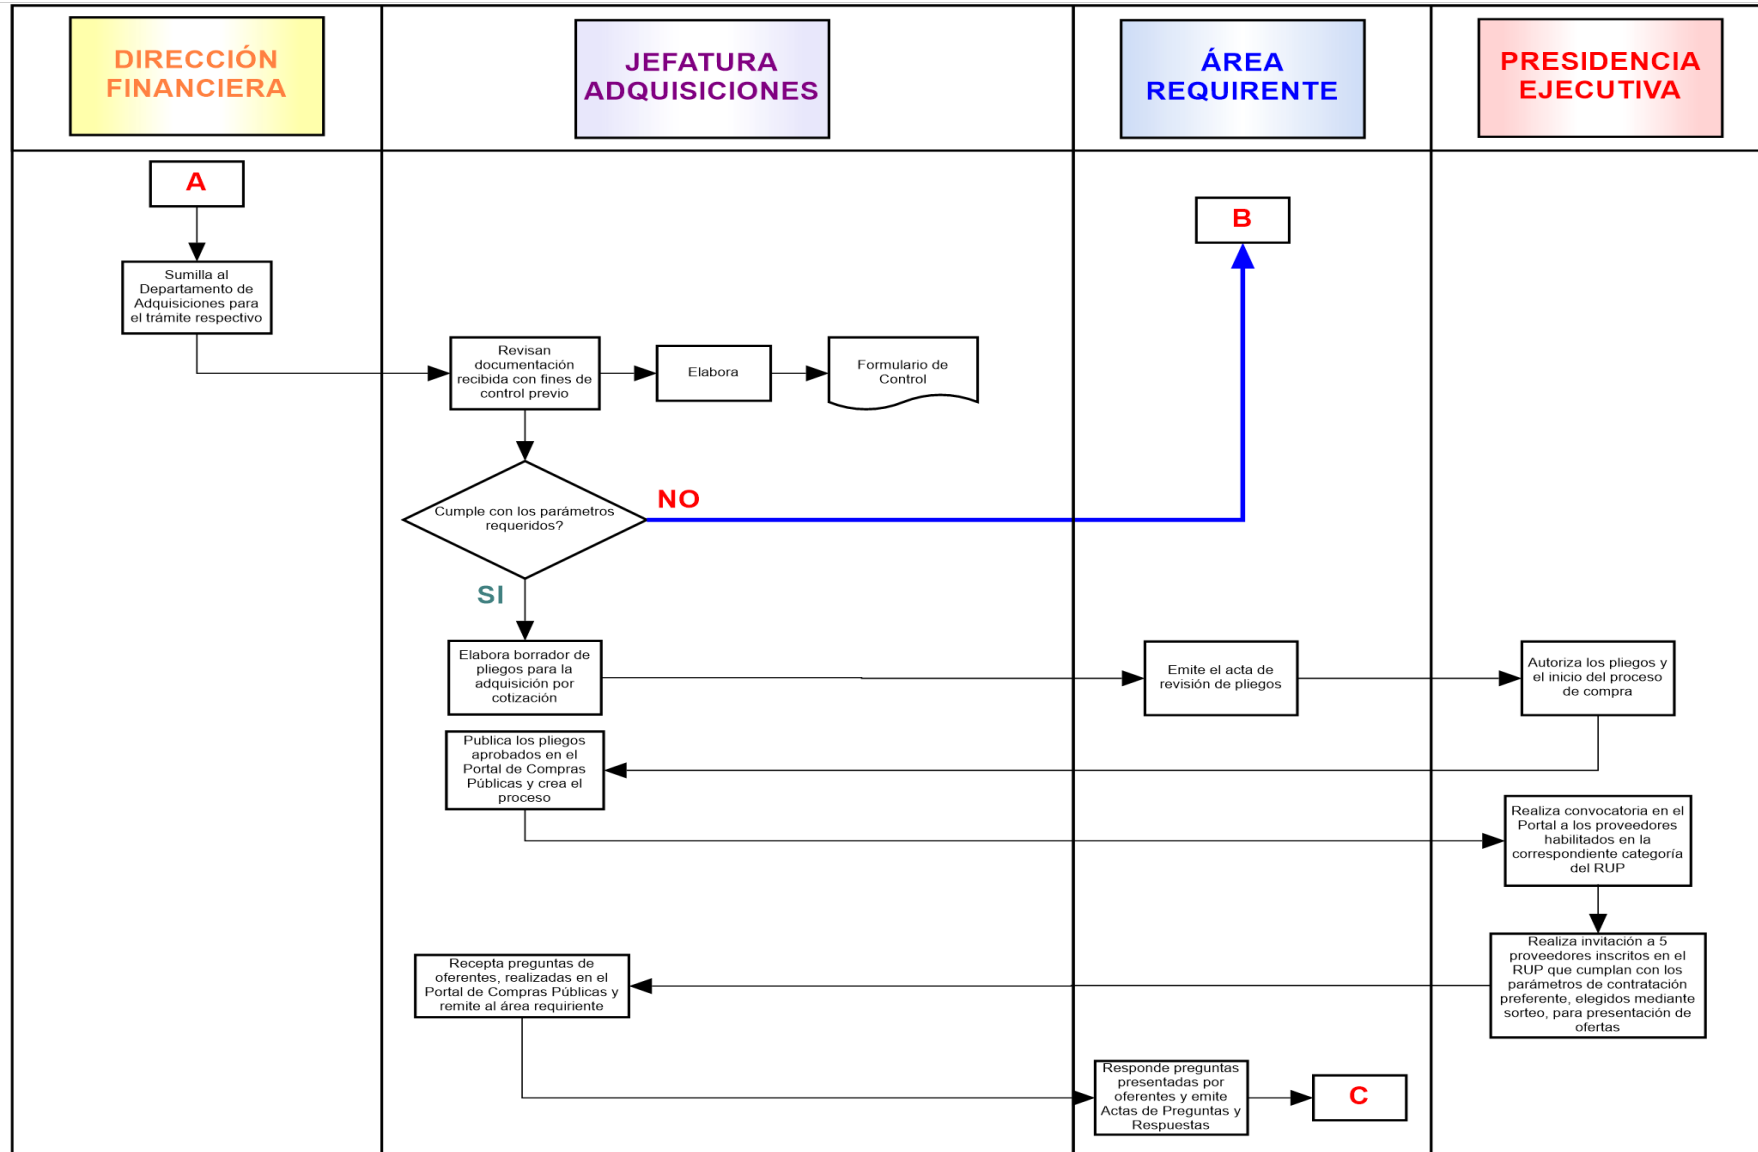 DIRECCIÓN
FINANCIERA
JEFATURA
ADQUISICIONES
ÁREA
REQUIRENTE
PRESIDENCIA
EJECUTIVA
A
B
Sumilla al
Departamento de
Adquisiciones para
el trámite respectivo
Revisan
documentación
recibida con fines de
control previo
Elabora
Formulario de
Control
Cumple con los parámetros
requeridos?
NO
SI
Elabora borrador de
pliegos para la
adquisición por
cotización
Emite el acta de
revisión de pliegos
Autoriza los pliegos y
el inicio del proceso
de compra
Publica los pliegos
aprobados en el
Portal de Compras
Públicas y crea el
proceso
Realiza convocatoria en el
Portal a los proveedores
habilitados en la
correspondiente categoría
del RUP
Realiza invitación a 5
proveedores inscritos en el
RUP que cumplan con los
parámetros de contratación
preferente, elegidos mediante
sorteo, para presentación de
ofertas
Recepta preguntas de
oferentes, realizadas en el
Portal de Compras Públicas y
remite al área requiriente
Responde preguntas
presentadas por
oferentes y emite
Actas de Preguntas y
Respuestas
C